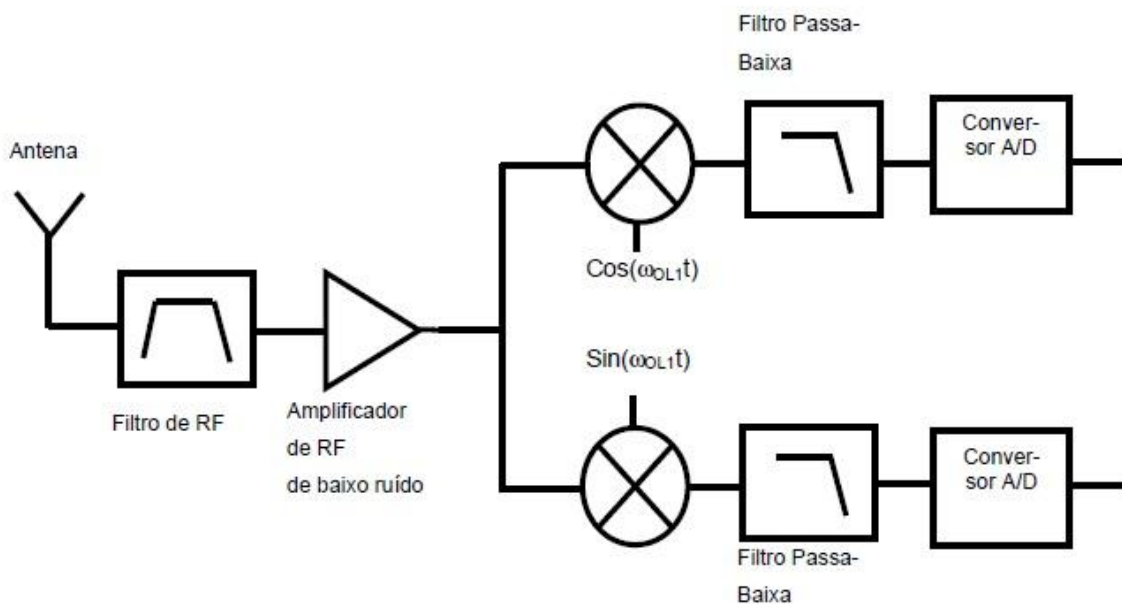 Filtro Passa-
Baixa
Conver-
sor A/D
Antena
Cos(ωOL1t)
Sin(ωOL1t)
Filtro de RF
Amplificador
de RF
de baixo ruído
Conver-
sor A/D
Filtro Passa-
Baixa